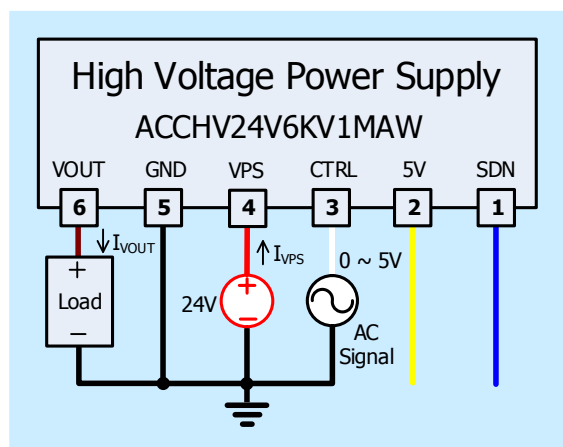 High Voltage Power Supply
ACCHV24V6KV1MAW
VOUT GND VPS CTRL 5V SDN
6 5 4 3 2 1
IVOUT
IVPS
0 ~ 5V
+
Load
−
24V
+
−
AC
Signal